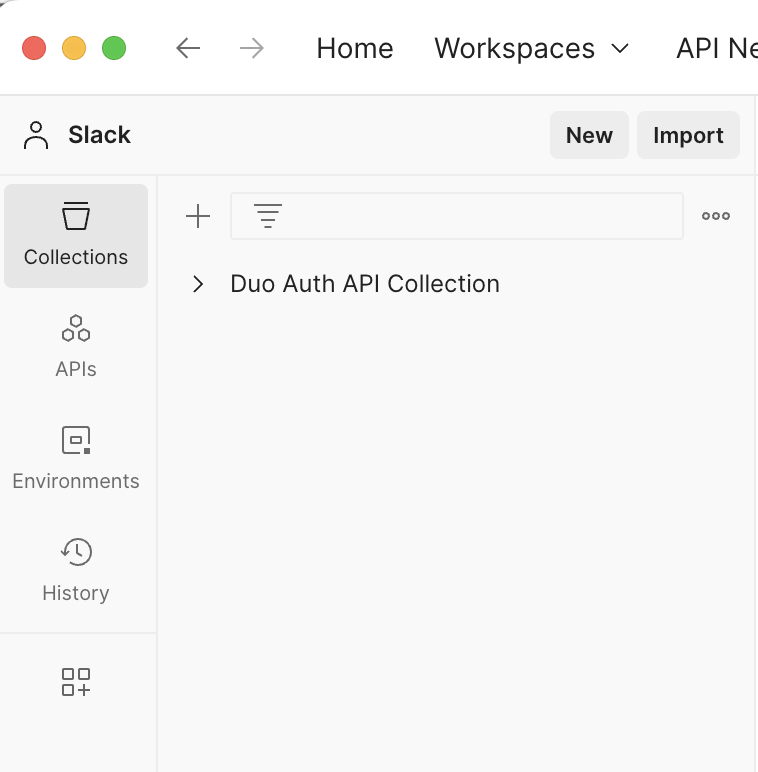 Home Workspaces API Ne
Slack New Import
Collections
Duo Auth API Collection
APIs
Environments
History